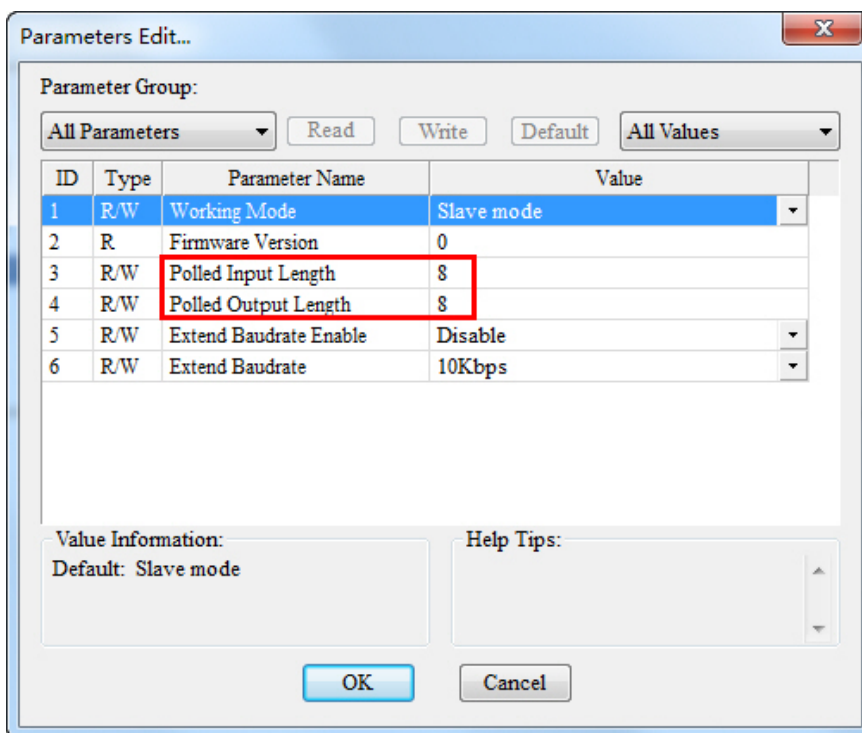 Parameters Edit...
Parameter Group:
All Parameters Read Write Default All Values
ID Type Parameter Name Value
1 R/W Working Mode Slave mode
2 R Firmware Version 0
3 R/W Polled Input Length 8
4 R/W Polled Output Length 8
5 R/W Extend Baudrate Enable Disable
6 R/W Extend Baudrate 10Kbps
Value Information: Help Tips:
Default: Slave mode
OK Cancel